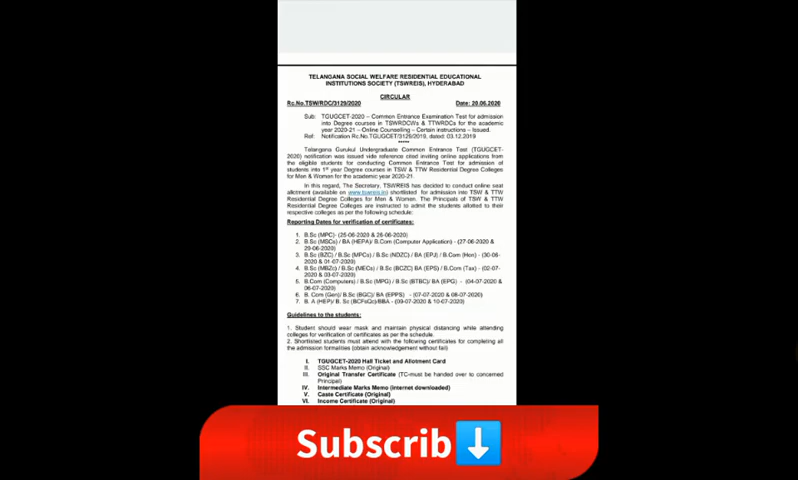 TELANGANA SOCIAL WELFARE RESIDENTIAL EDUCATIONAL
INSTITUTIONS SOCIETY (TSWREIS), HYDERABAD
CIRCULAR
Rc.No.TSW/RDC/3129/2020 Date: 20.06.2020
Sub: TGUGCET-2020 – Common Entrance Examination Test for admission
into Degree courses in TSWRDCWs & TTWRDCs for the academic
year 2020-21 – Online Counselling – Certain instructions – Issued.
Ref: Notification Rc.No.TGUGCET/3129/2019, dated: 03.12.2019
*****
Telangana Gurukul Undergraduate Common Entrance Test (TGUGCET-
2020) notification was issued vide reference cited inviting online applications from
the eligible students for conducting Common Entrance Test for admission of
students into 1st year Degree courses in TSW & TTW Residential Degree Colleges
for Men & Women for the academic year 2020-21.
In this regard, The Secretary, TSWREIS has decided to conduct online seat
allotment (available on www.tswreis.in) shortlisted for admission into TSW & TTW
Residential Degree Colleges for Men & Women. The Principals of TSW & TTW
Residential Degree Colleges are instructed to admit the students allotted to their
respective colleges as per the following schedule:
Reporting Dates for verification of certificates:
1. B.Sc (MPC)- (25-06-2020 & 26-06-2020)
2. B.Sc (MSCs) / BA (HEPA)/ B.Com (Computer Application) - (27-06-2020 &
29-06-2020)
3. B.Sc (BZC) / B.Sc (MPCs) / B.Sc (NDZC) / BA (EPJ) / B.Com (Hon) - (30-06-
2020 & 01-07-2020)
4. B.Sc (MBZC)/ B.Sc (MECs) / B.Sc (BCZC) BA (EPS) / B.Com (Tax) - (02-07-
2020 & 03-07-2020)
5. B.Com (Computers) / B.Sc (MPG) / B.Sc (BTBC)/ BA (EPG) - (04-07-2020 &
06-07-2020)
6. B. Com (Gen)/ B.Sc (BGC)/ BA (EPPS) - (07-07-2020 & 08-07-2020)
7. B. A (HEP)/ B.Sc (BCFsQc)/BBA - (09-07-2020 & 10-07-2020)
Guidelines to the students:
1. Student should wear mask and maintain physical distancing while attending
colleges for verification of certificates as per the schedule.
2. Shortlisted students must attend with the following certificates for completing all
the admission formalities (obtain acknowledgement without fail)
I. TGUGCET-2020 Hall Ticket and Allotment Card
II. SSC Marks Memo (Original)
III. Original Transfer Certificate (TC-must be handed over to concerned
Principal)
IV. Intermediate Marks Memo (Internet downloaded)
V. Caste Certificate (Original)
VI. Income Certificate (Original)
Subscrib